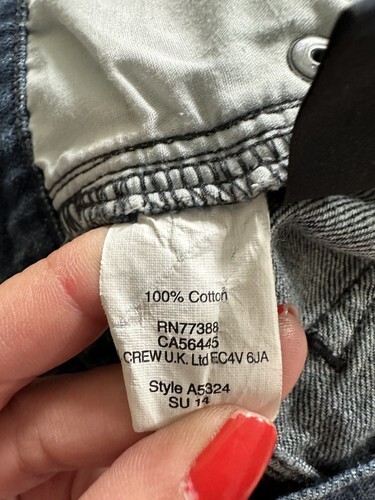 100% Cotton
RN77388
CA56445
CREW U.K. Ltd EC4V 6JA
Style A5324
SU 14